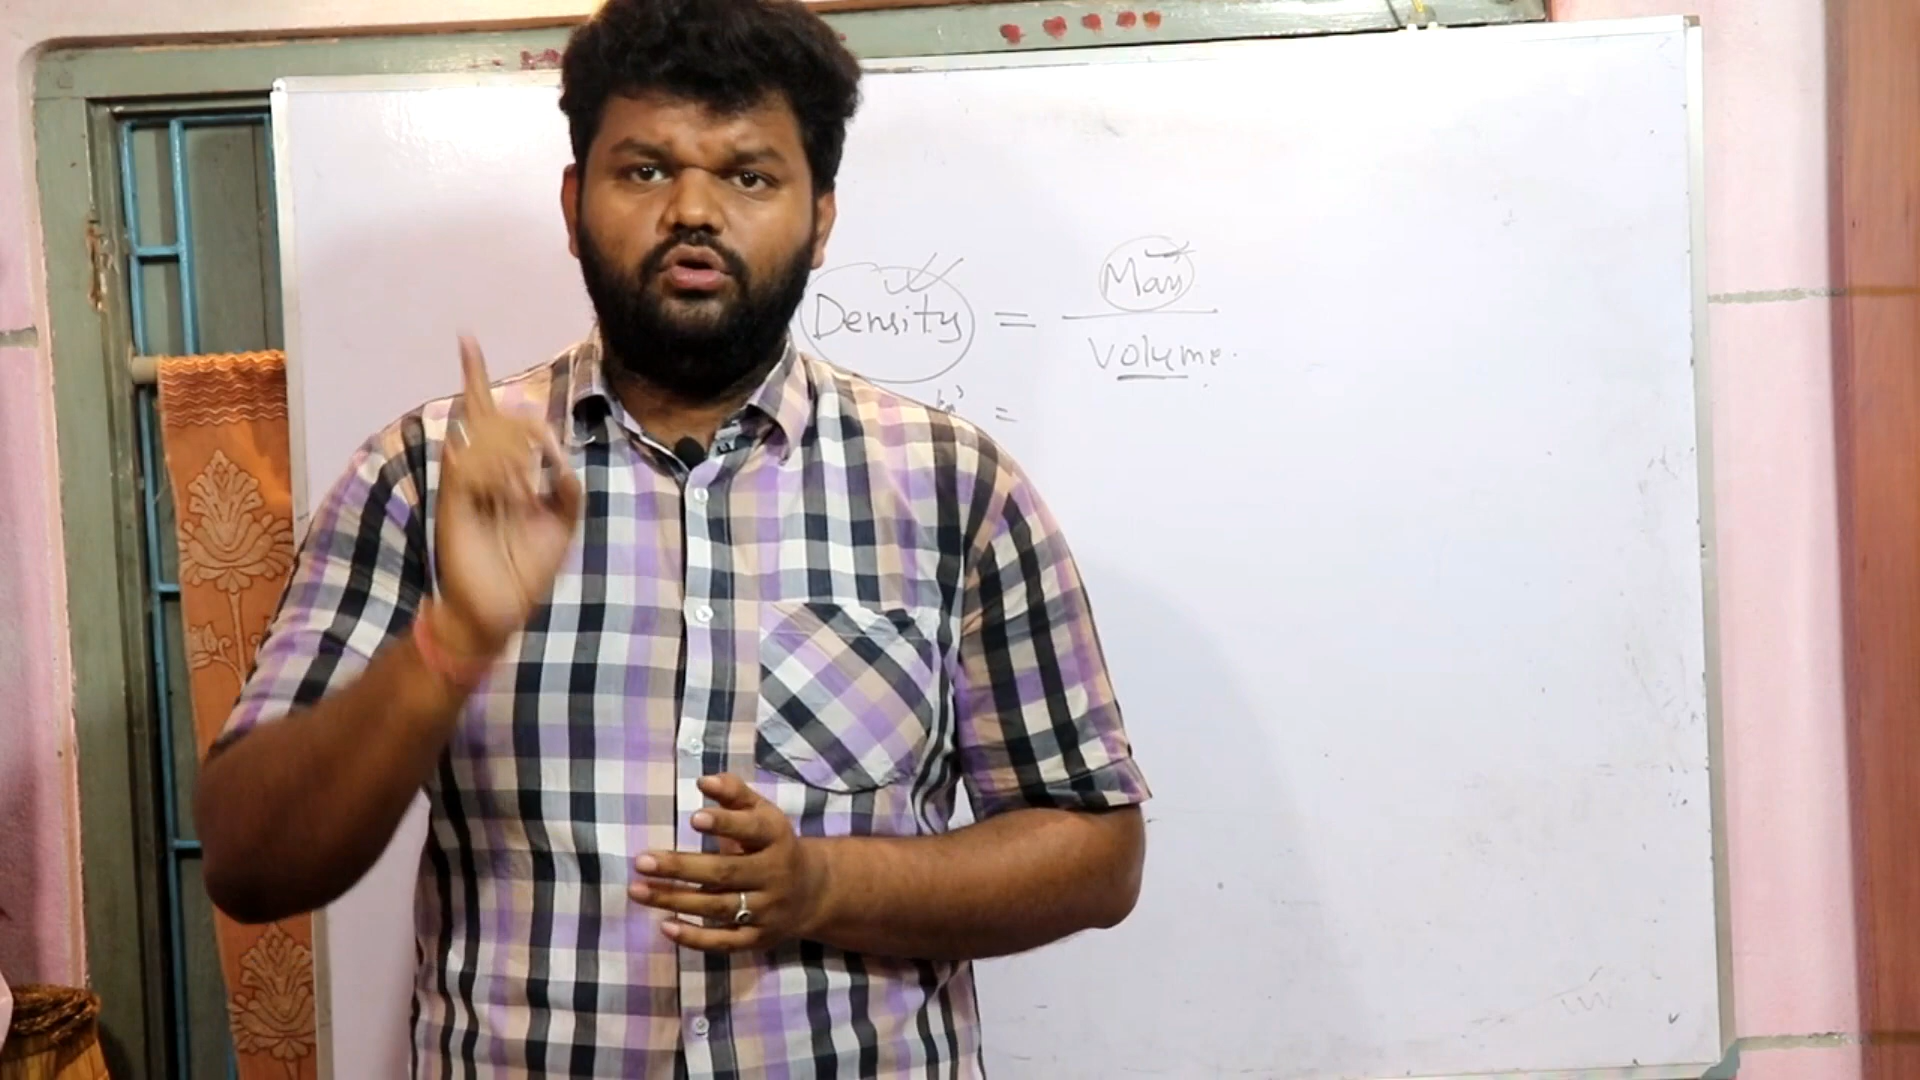 Density = Mass
Volume.
=